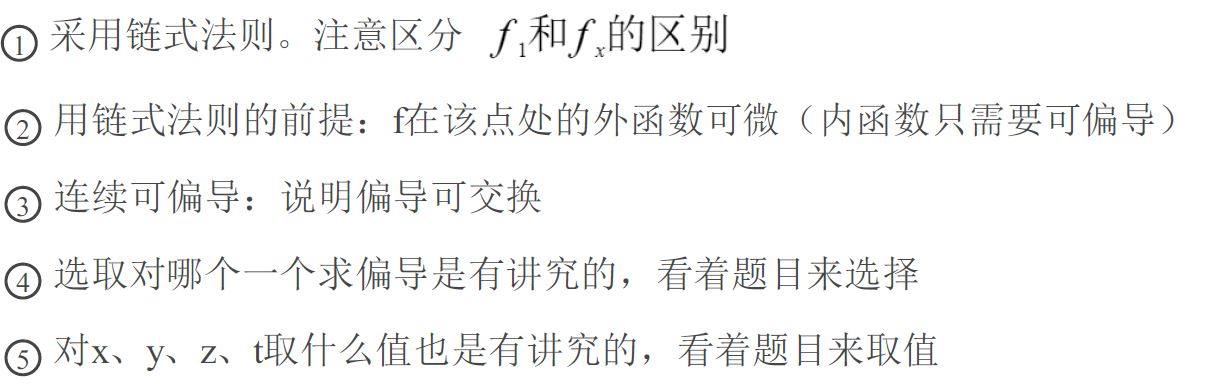 ① 采用链式法则。注意区分 f₁和fₓ的区别
② 用链式法则的前提：f在该点处的外函数可微（内函数只需要可偏导）
③ 连续可偏导：说明偏导可交换
④ 选取对哪个一个求偏导是有讲究的，看着题目来选择
⑤ 对x、y、z、t取什么值也是有讲究的，看着题目来取值